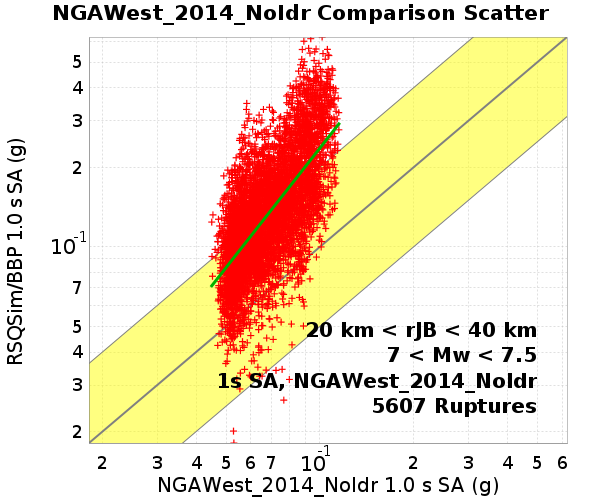 NGAWest_2014_NoIdr Comparison Scatter
RSQSim/BBP 1.0 s SA (g)
5
4
3
2
10-1
7
5
4
3
2
20 km < rJB < 40 km
7 < Mw < 7.5
1s SA, NGAWest_2014_NoIdr
5607 Ruptures
2 3 4 5 6 7 10-1 2 3 4 5 6
NGAWest_2014_NoIdr 1.0 s SA (g)